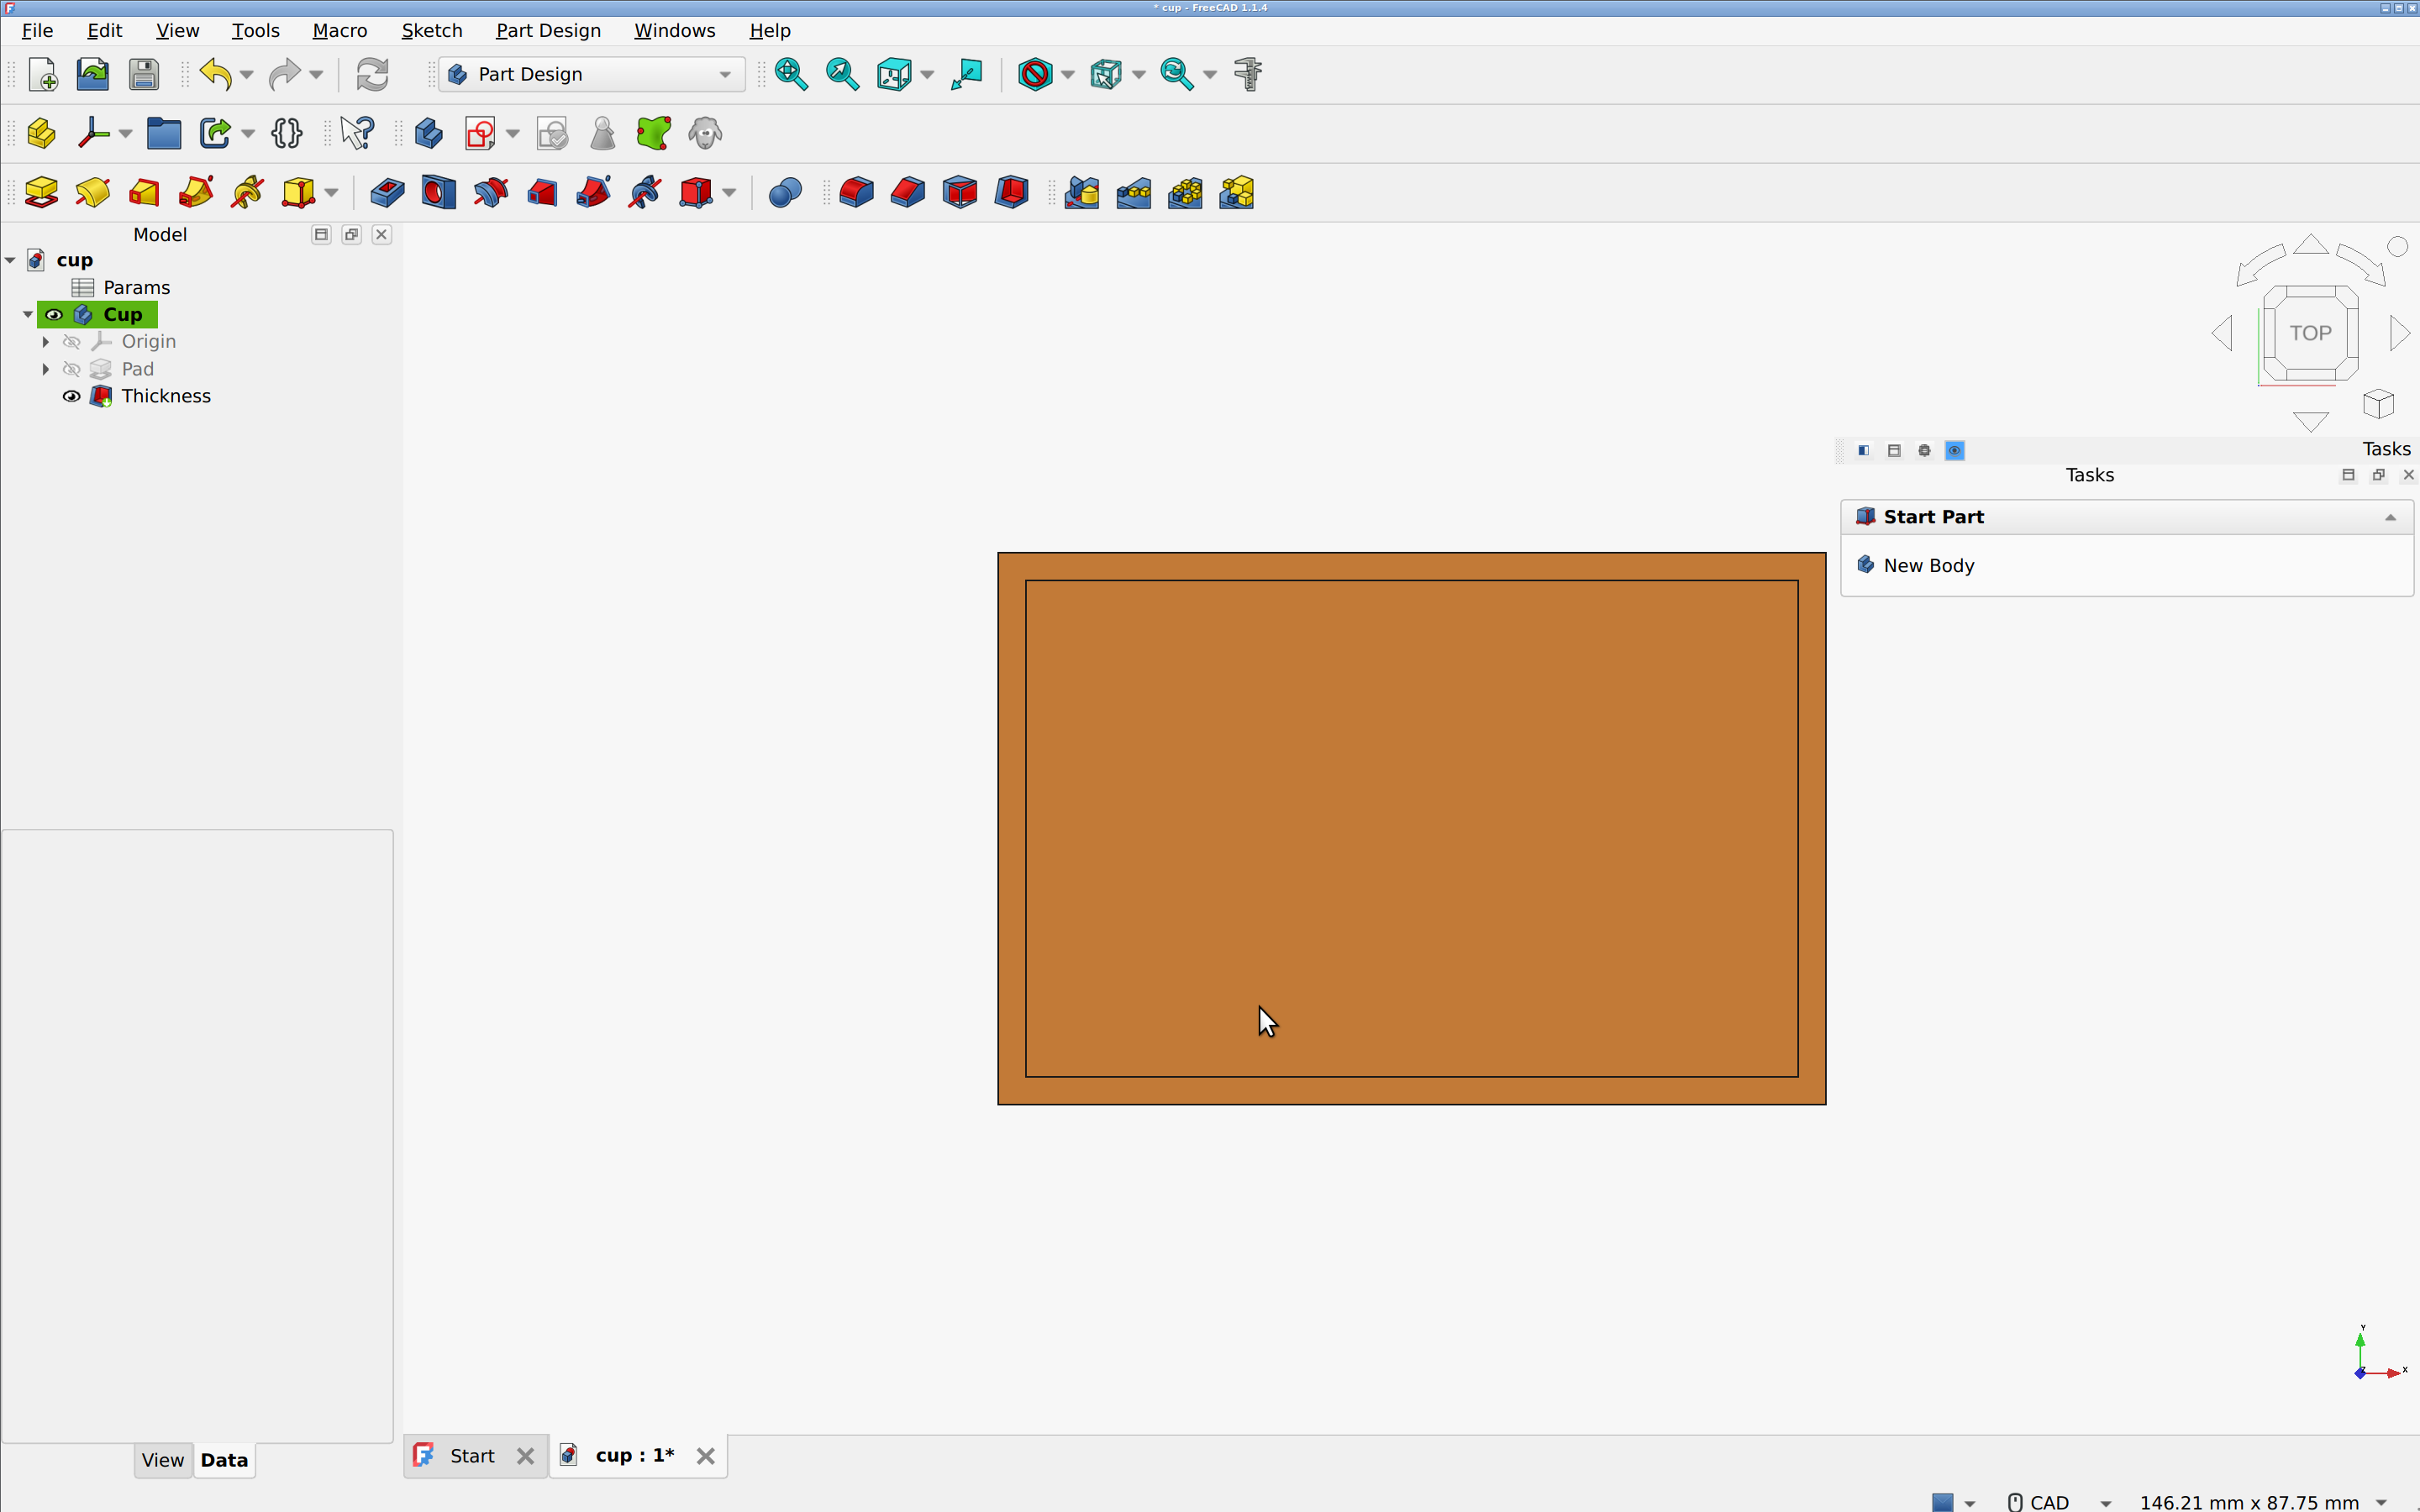 * cup - FreeCAD 1.1.4
File Edit View Tools Macro Sketch Part Design Windows Help
Part Design
Model
cup
Params
Cup
Origin
Pad
Thickness
TOP
Tasks
Tasks
Start Part
New Body
Y
X
View Data
Start
cup : 1*
CAD
146.21 mm x 87.75 mm